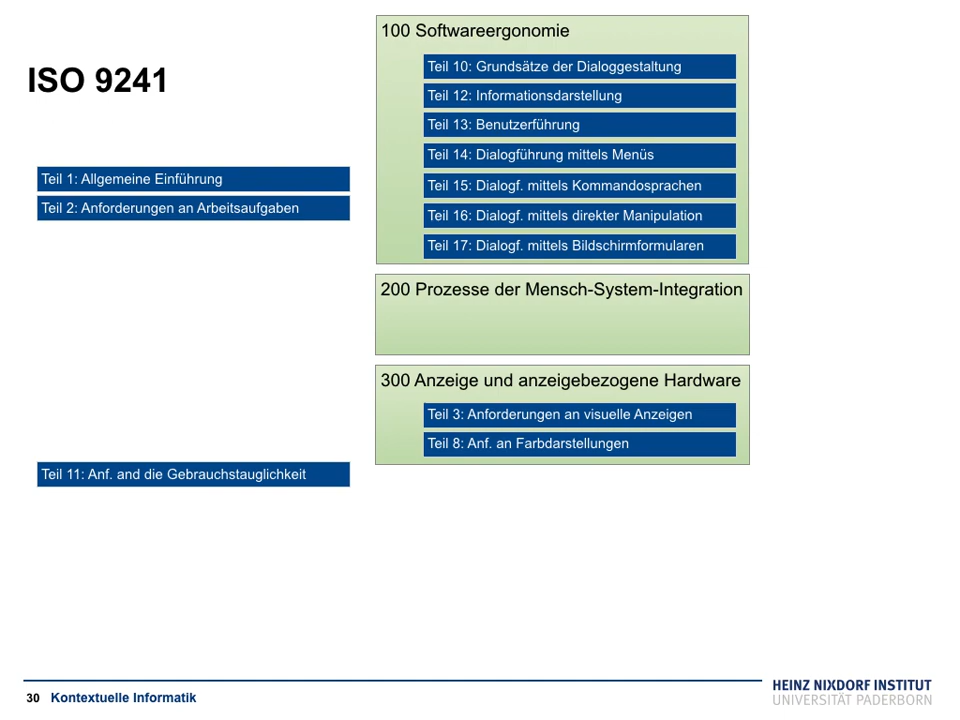 ISO 9241
Teil 1: Allgemeine Einführung
Teil 2: Anforderungen an Arbeitsaufgaben
Teil 11: Anf. and die Gebrauchstauglichkeit
100 Softwareergonomie
Teil 10: Grundsätze der Dialoggestaltung
Teil 12: Informationsdarstellung
Teil 13: Benutzerführung
Teil 14: Dialogführung mittels Menüs
Teil 15: Dialogf. mittels Kommandosprachen
Teil 16: Dialogf. mittels direkter Manipulation
Teil 17: Dialogf. mittels Bildschirmformularen
200 Prozesse der Mensch-System-Integration
300 Anzeige und anzeigebezogene Hardware
Teil 3: Anforderungen an visuelle Anzeigen
Teil 8: Anf. an Farbdarstellungen
30 Kontextuelle Informatik
HEINZ NIXDORF INSTITUT
UNIVERSITÄT PADERBORN